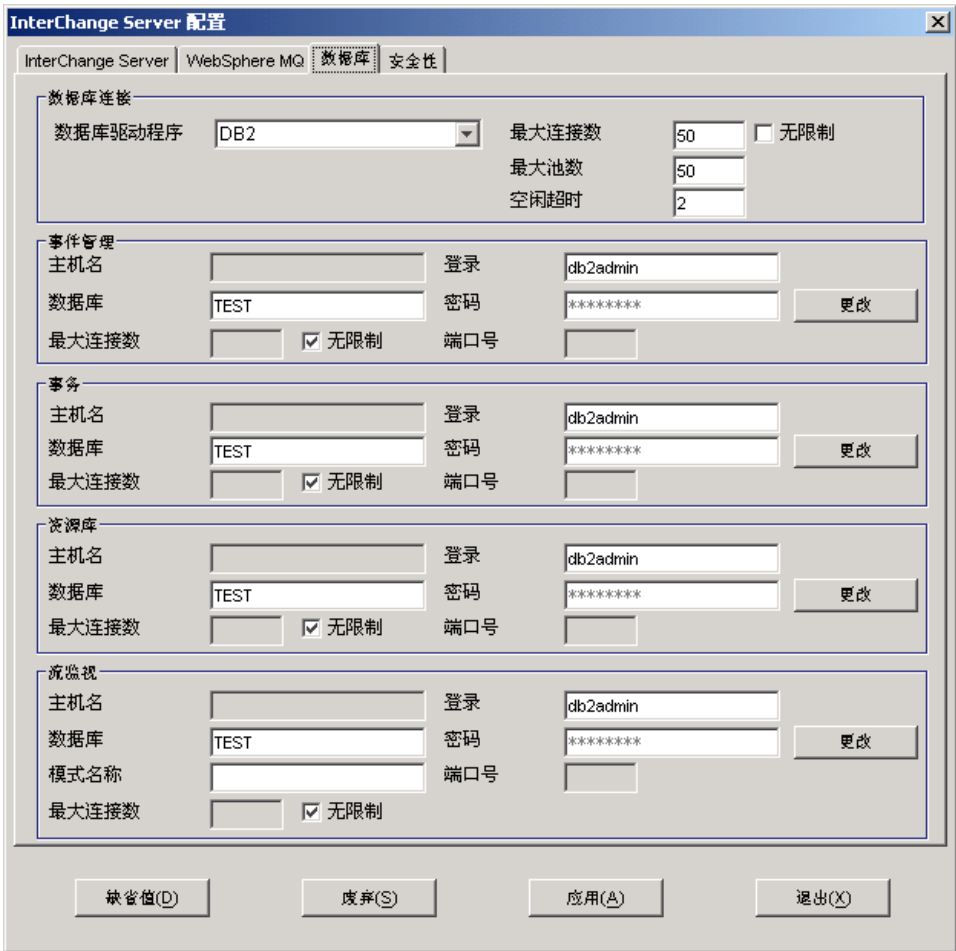 InterChange Server 配置
InterChange Server WebSphere MQ 数据库 安全性
数据库连接
数据库驱动程序 DB2 最大连接数 50 无限制
最大池数 50
空闲超时 2
事件管理
主机名 登录 db2admin
数据库 TEST 密码 ******** 更改
最大连接数 无限制 端口号
事务
主机名 登录 db2admin
数据库 TEST 密码 ******** 更改
最大连接数 无限制 端口号
资源库
主机名 登录 db2admin
数据库 TEST 密码 ******** 更改
最大连接数 无限制 端口号
流监视
主机名 登录 db2admin
数据库 TEST 密码 ******** 更改
模式名称 端口号
最大连接数 无限制
缺省值(D) 废弃(S) 应用(A) 退出(X)